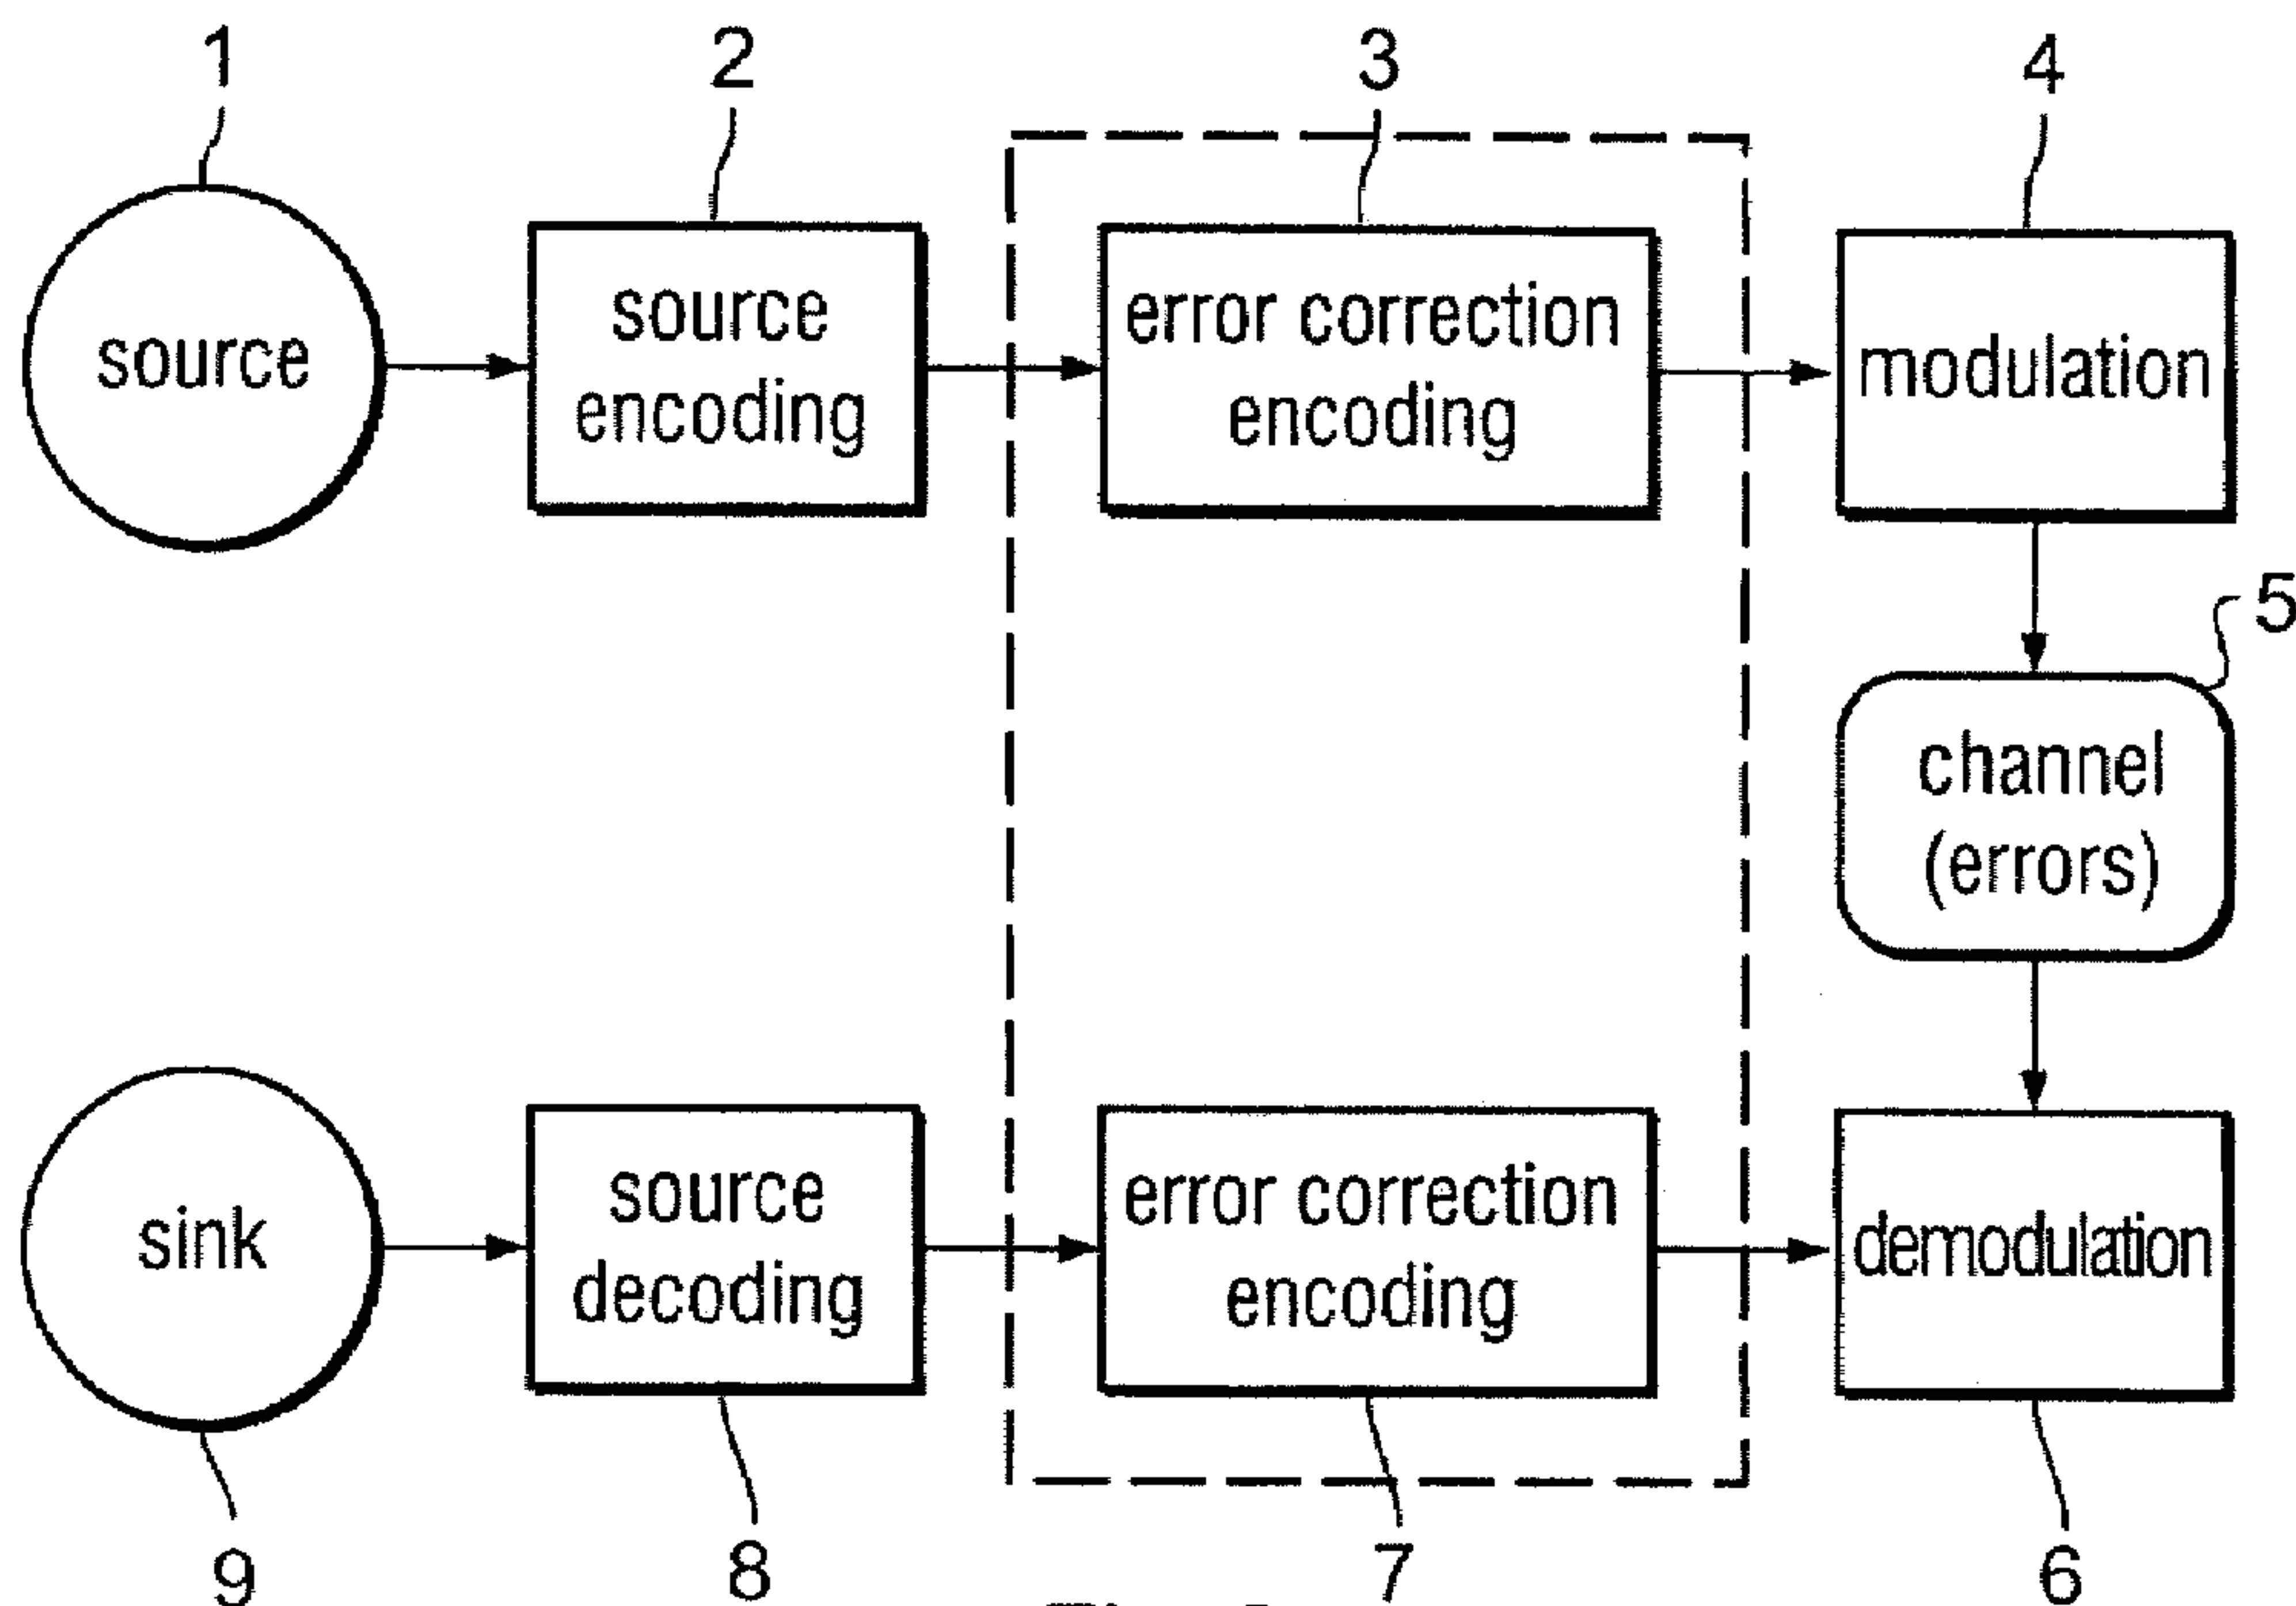 1
2
3
4
source
source
encoding
error correction
encoding
modulation
5
channel
(errors)
sink
source
decoding
error correction
encoding
demodulation
9
8
7
6